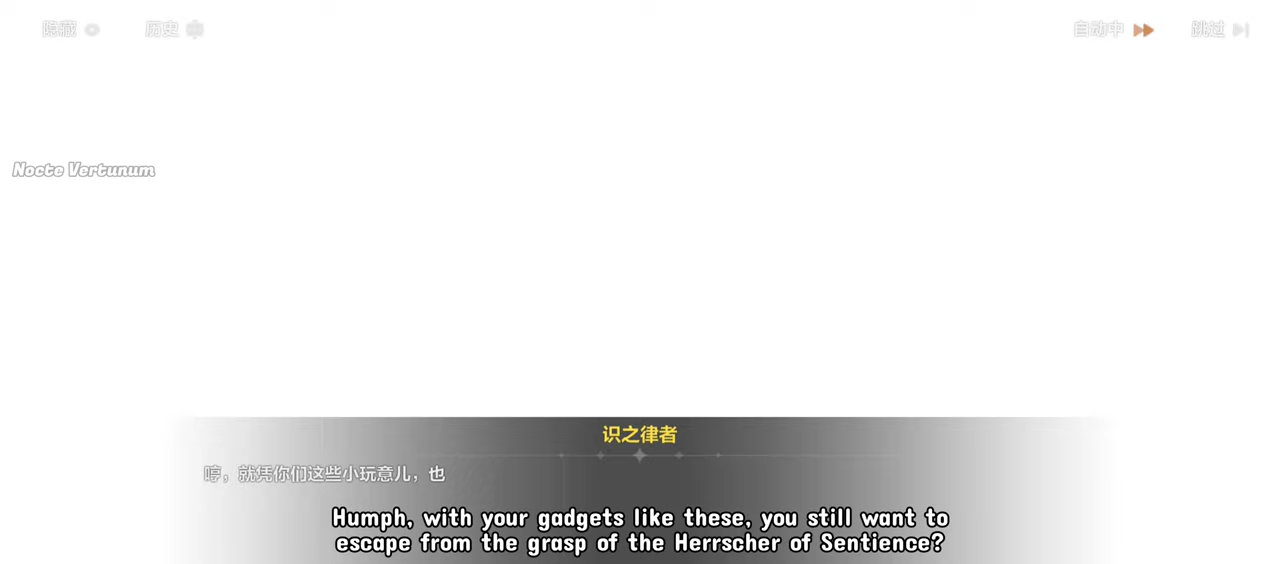 隐藏
历史
自动中
跳过
Nocte Vertunum
识之律者
哼，就凭你们这些小玩意儿，也
Humph, with your gadgets like these, you still want to
escape from the grasp of the Herrscher of Sentience?